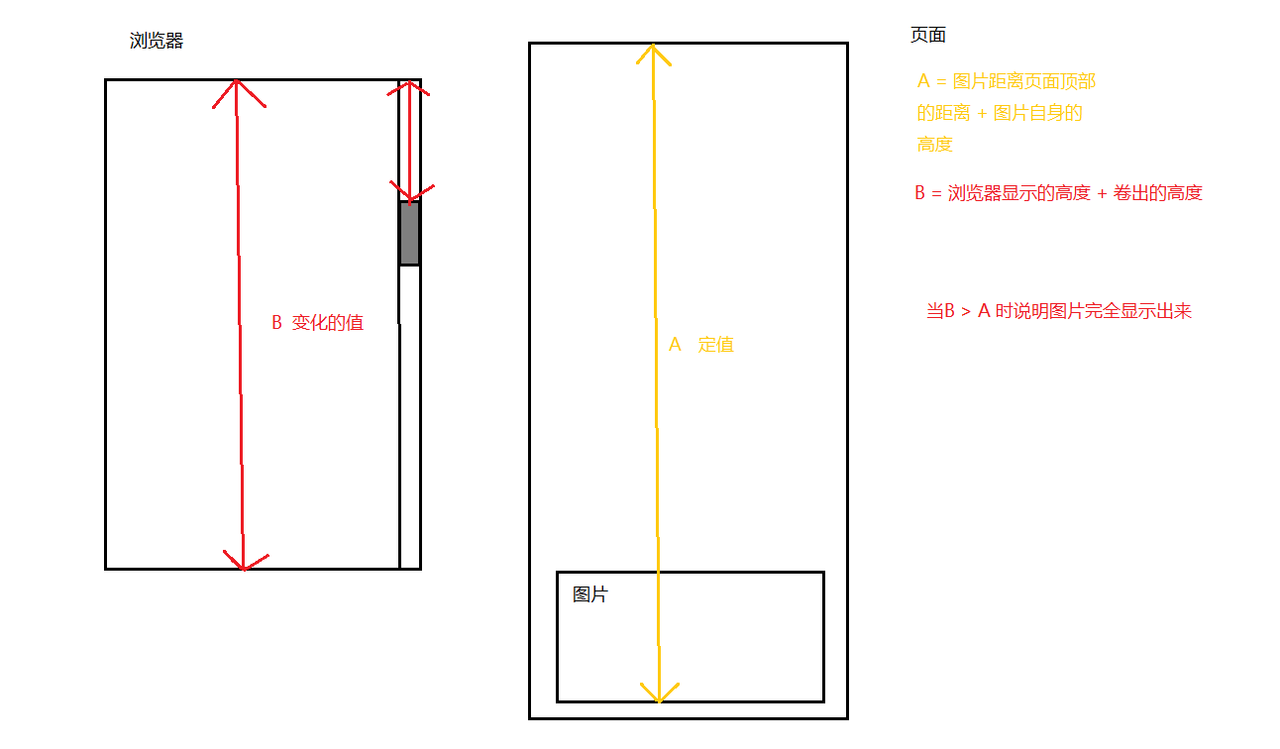 浏览器
页面
A = 图片距离页面顶部
的距离 + 图片自身的
高度
B = 浏览器显示的高度 + 卷出的高度
当B > A 时说明图片完全显示出来
B 变化的值
A 定值
图片